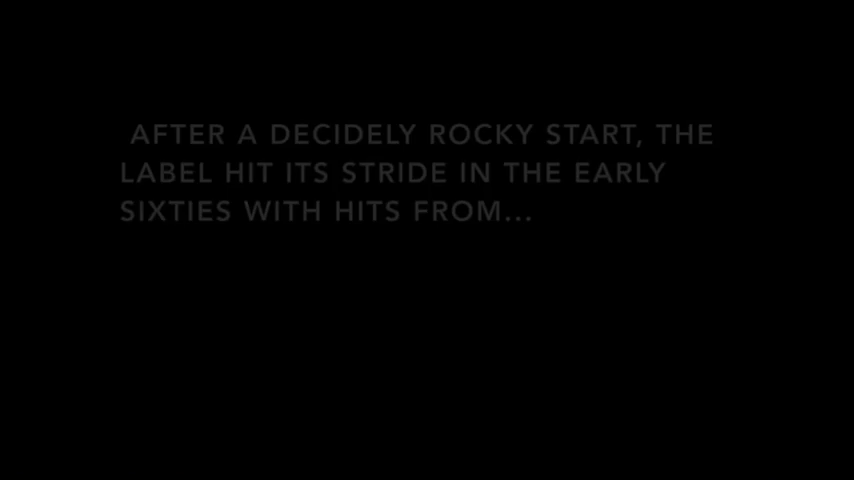 AFTER A DECIDELY ROCKY START, THE
LABEL HIT ITS STRIDE IN THE EARLY
SIXTIES WITH HITS FROM...